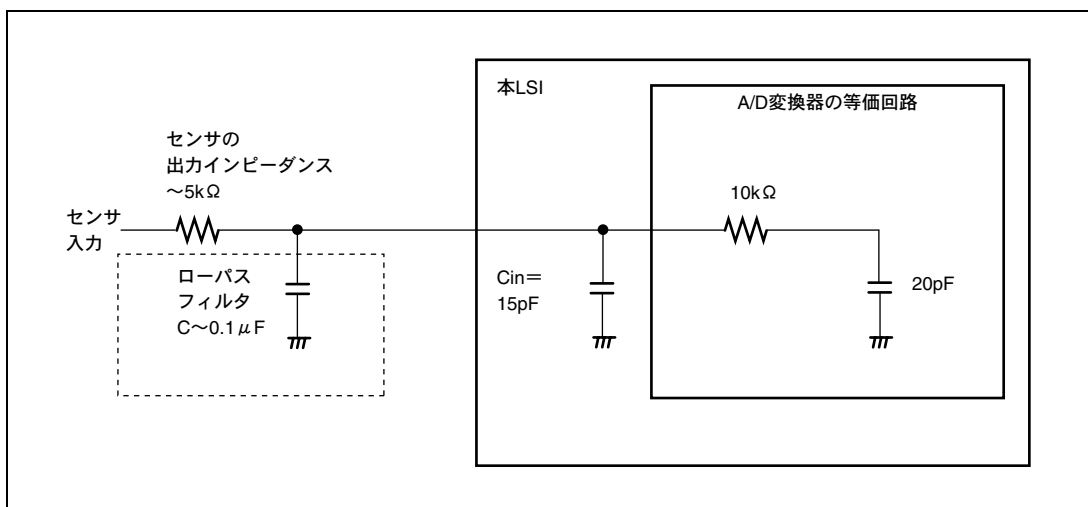 本LSI
A/D変換器の等価回路
センサの
出力インピーダンス
～5kΩ
センサ
入力
10kΩ
ローパス
フィルタ
C～0.1μF
Cin＝
15pF
20pF